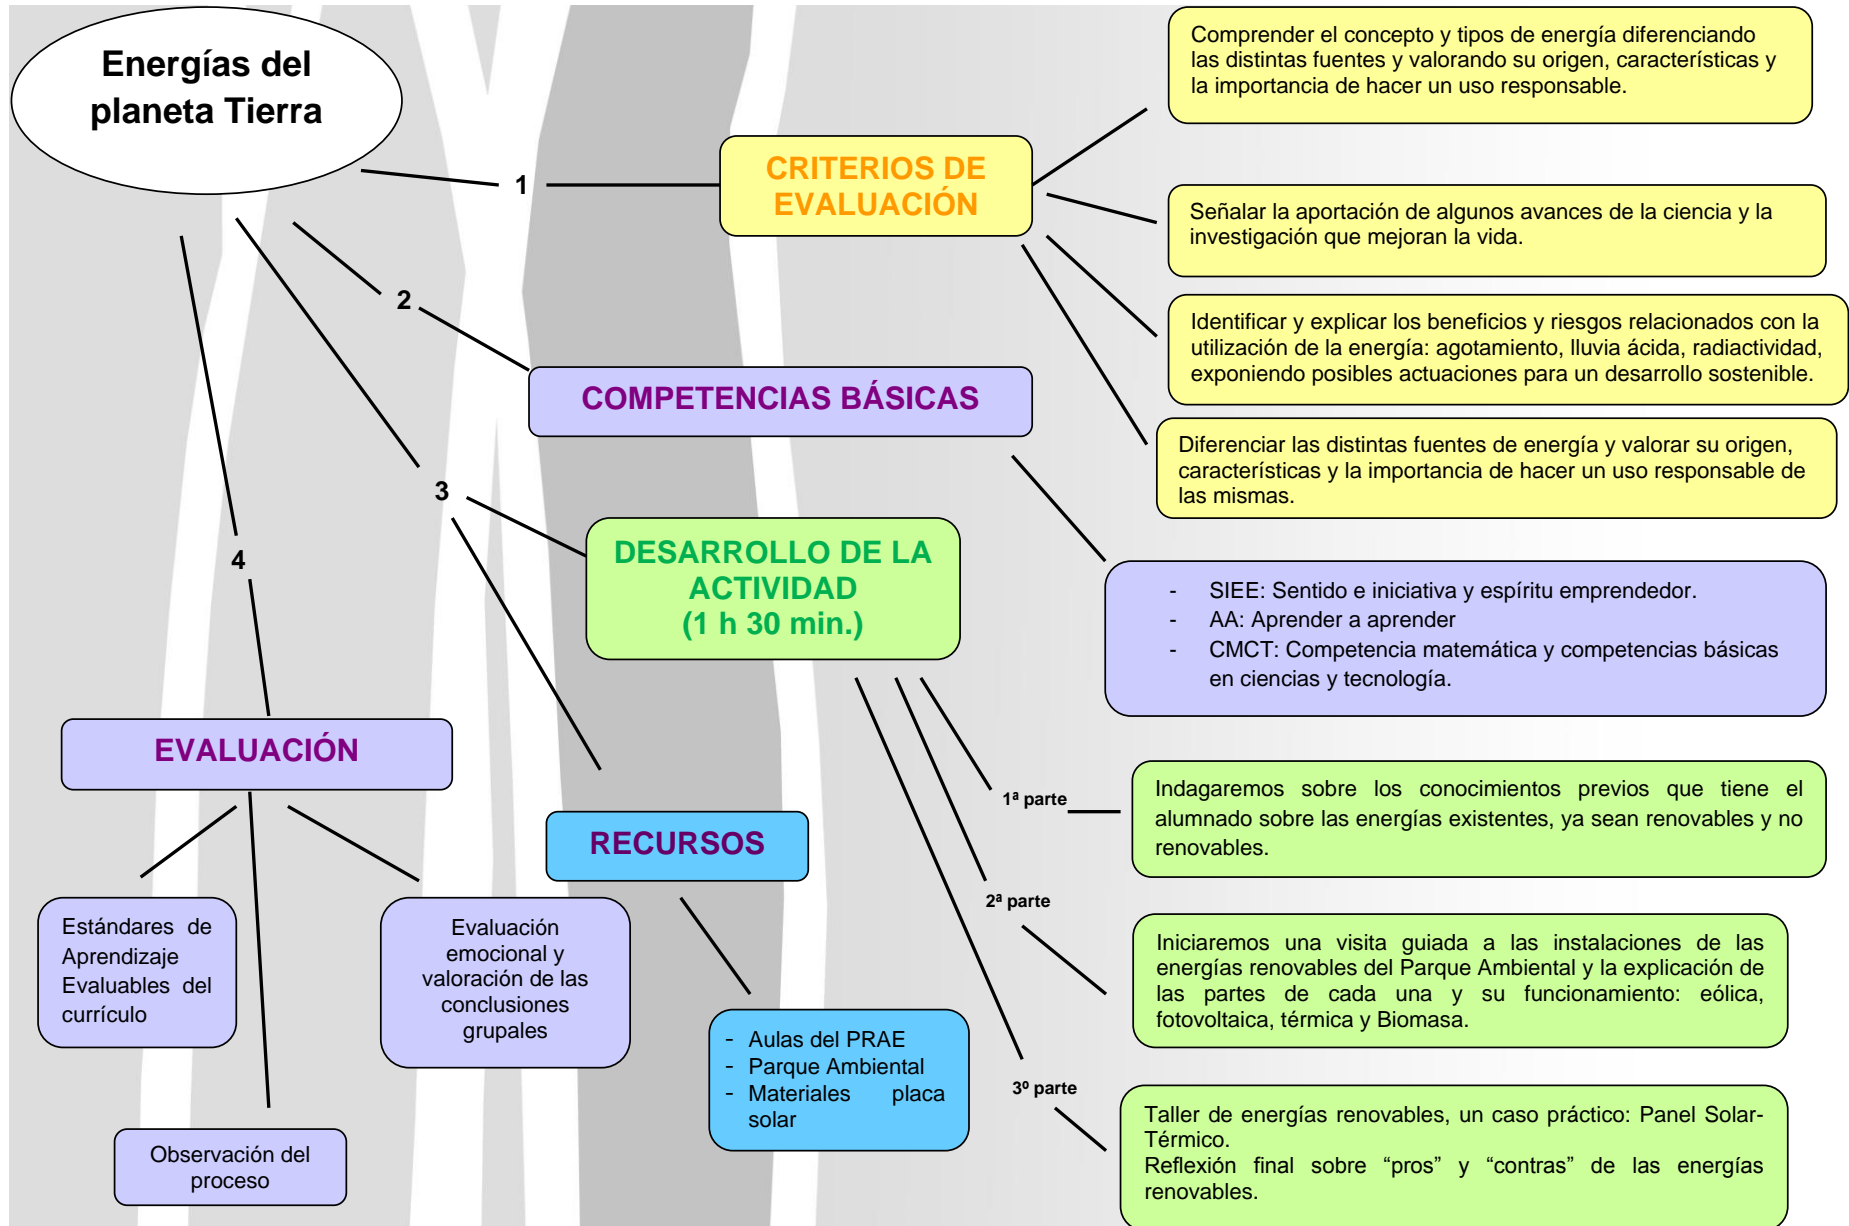 Energías del
planeta Tierra
1
CRITERIOS DE
EVALUACIÓN
Comprender el concepto y tipos de energía diferenciando
las distintas fuentes y valorando su origen, características y
la importancia de hacer un uso responsable.
Señalar la aportación de algunos avances de la ciencia y la
investigación que mejoran la vida.
Identificar y explicar los beneficios y riesgos relacionados con la
utilización de la energía: agotamiento, lluvia ácida, radiactividad,
exponiendo posibles actuaciones para un desarrollo sostenible.
Diferenciar las distintas fuentes de energía y valorar su origen,
características y la importancia de hacer un uso responsable de
las mismas.
2
COMPETENCIAS BÁSICAS
- SIEE: Sentido e iniciativa y espíritu emprendedor.
- AA: Aprender a aprender
- CMCT: Competencia matemática y competencias básicas
en ciencias y tecnología.
3
DESARROLLO DE LA
ACTIVIDAD
(1 h 30 min.)
1ª parte
Indagaremos sobre los conocimientos previos que tiene el
alumnado sobre las energías existentes, ya sean renovables y no
renovables.
2ª parte
Iniciaremos una visita guiada a las instalaciones de las
energías renovables del Parque Ambiental y la explicación de
las partes de cada una y su funcionamiento: eólica,
fotovoltaica, térmica y Biomasa.
3º parte
Taller de energías renovables, un caso práctico: Panel Solar-
Térmico.
Reflexión final sobre “pros” y “contras” de las energías
renovables.
RECURSOS
- Aulas del PRAE
- Parque Ambiental
- Materiales placa
solar
4
EVALUACIÓN
Estándares de
Aprendizaje
Evaluables del
currículo
Observación del
proceso
Evaluación
emocional y
valoración de las
conclusiones
grupales